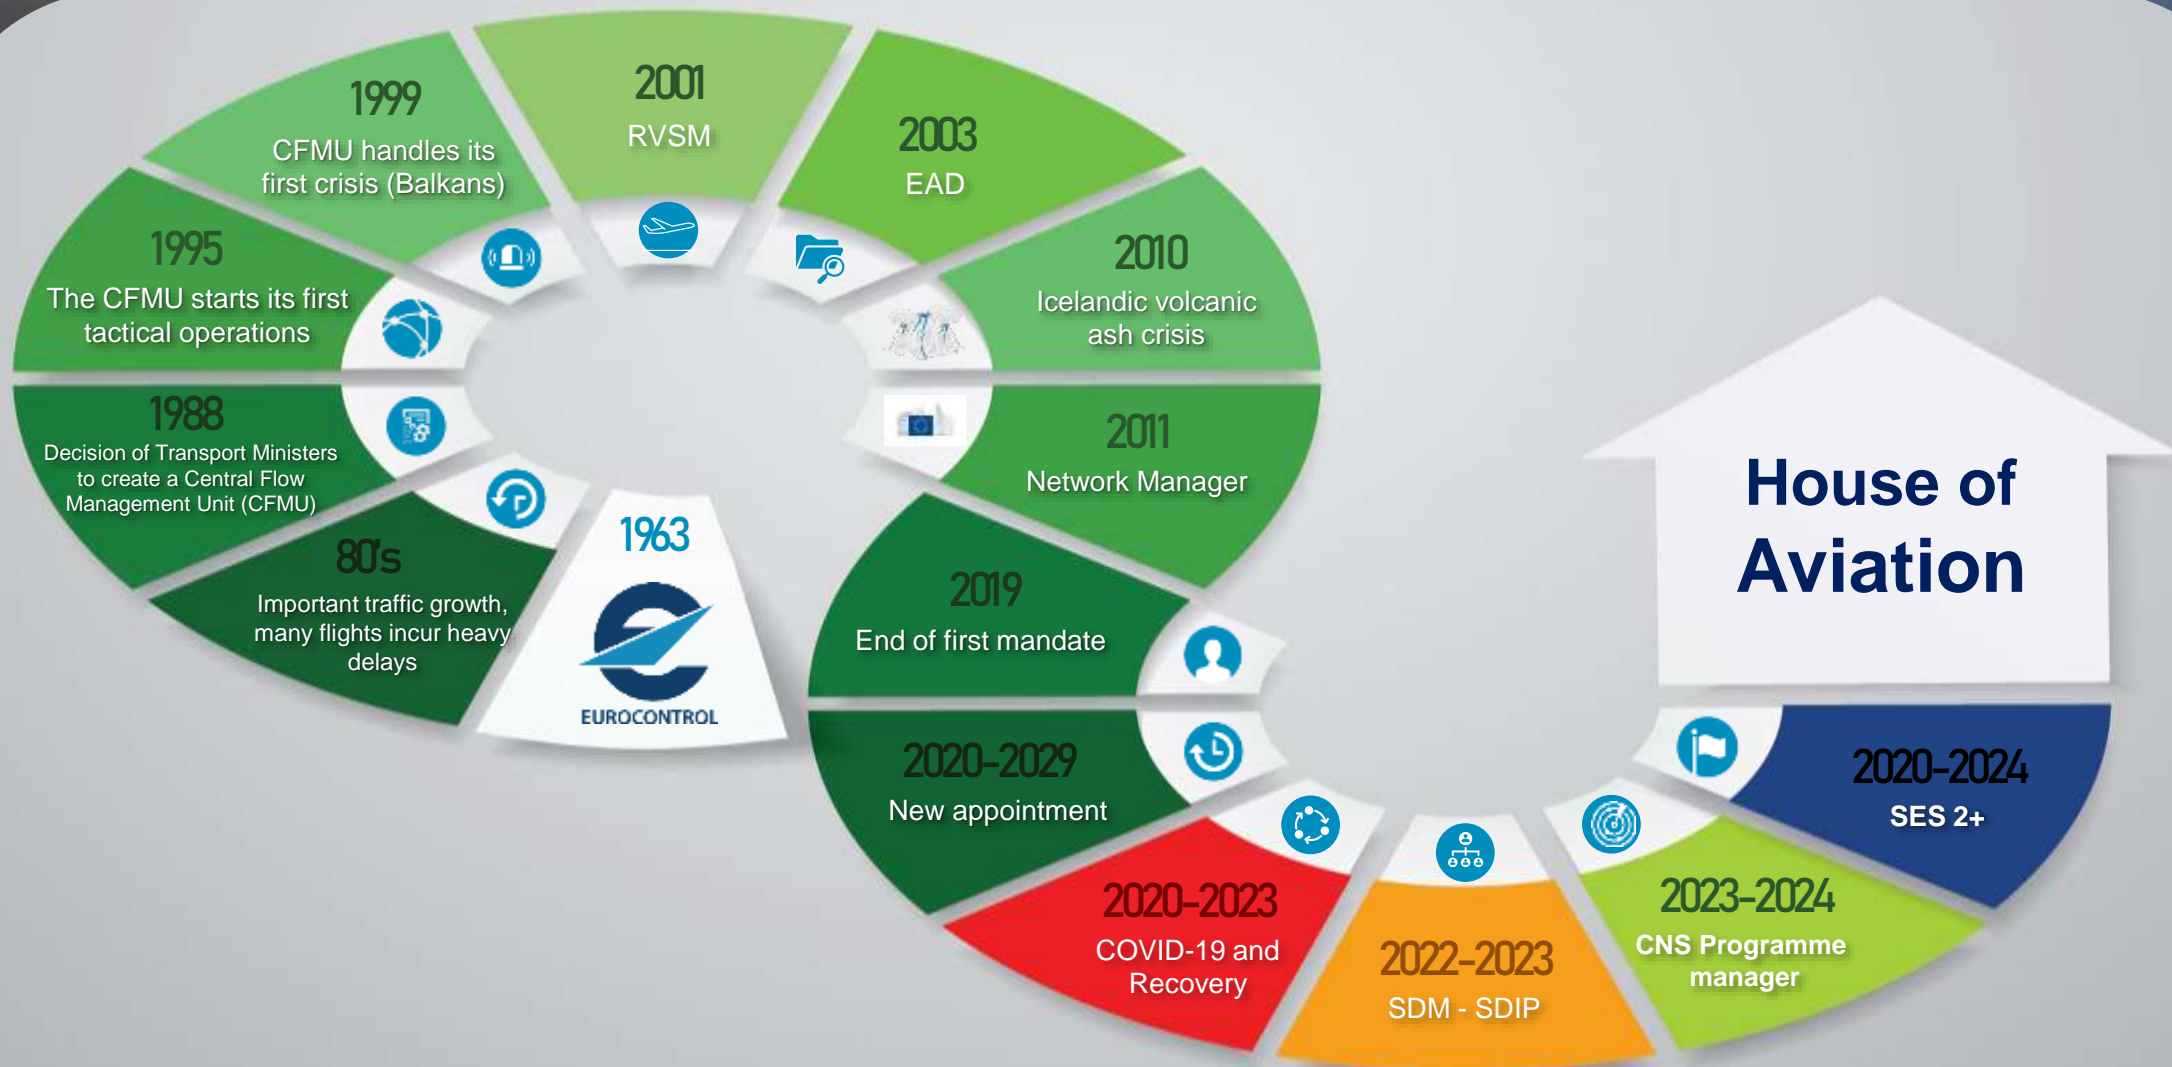 1963
EUROCONTROL
80's
Important traffic growth,
many flights incur heavy
delays
1988
Decision of Transport Ministers
to create a Central Flow
Management Unit (CFMU)
1995
The CFMU starts its first
tactical operations
1999
CFMU handles its
first crisis (Balkans)
2001
RVSM
2003
EAD
2010
Icelandic volcanic
ash crisis
2011
Network Manager
2019
End of first mandate
2020-2029
New appointment
2020-2023
COVID-19 and
Recovery
2022-2023
SDM - SDIP
2023-2024
CNS Programme
manager
2020-2024
SES 2+
House of
Aviation